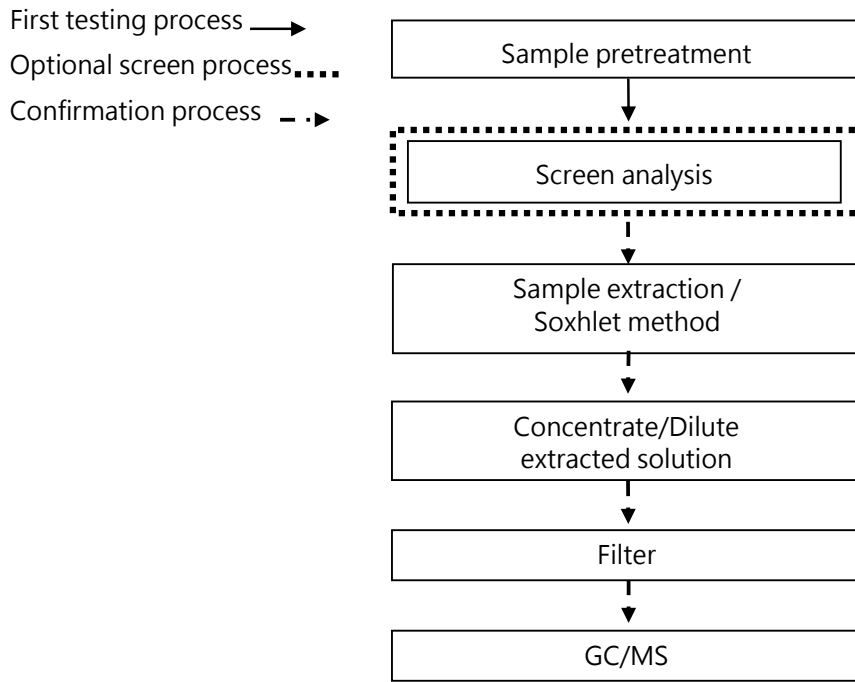 First testing process
Optional screen process
Confirmation process
Sample pretreatment
Screen analysis
Sample extraction /
Soxhlet method
Concentrate/Dilute
extracted solution
Filter
GC/MS